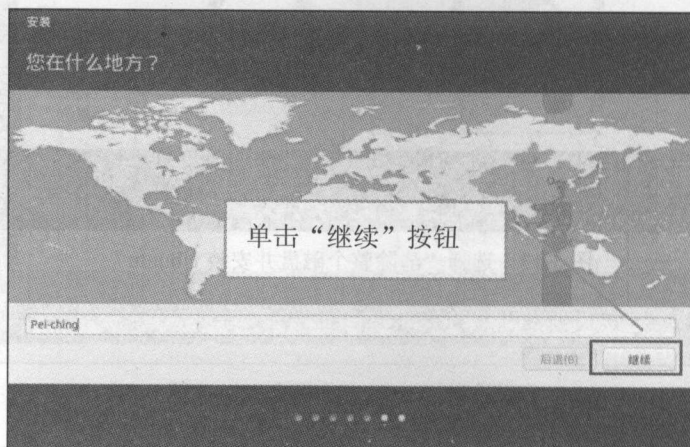 安装
您在什么地方？
单击“继续”按钮
Pei-ching
后退(B)
继续